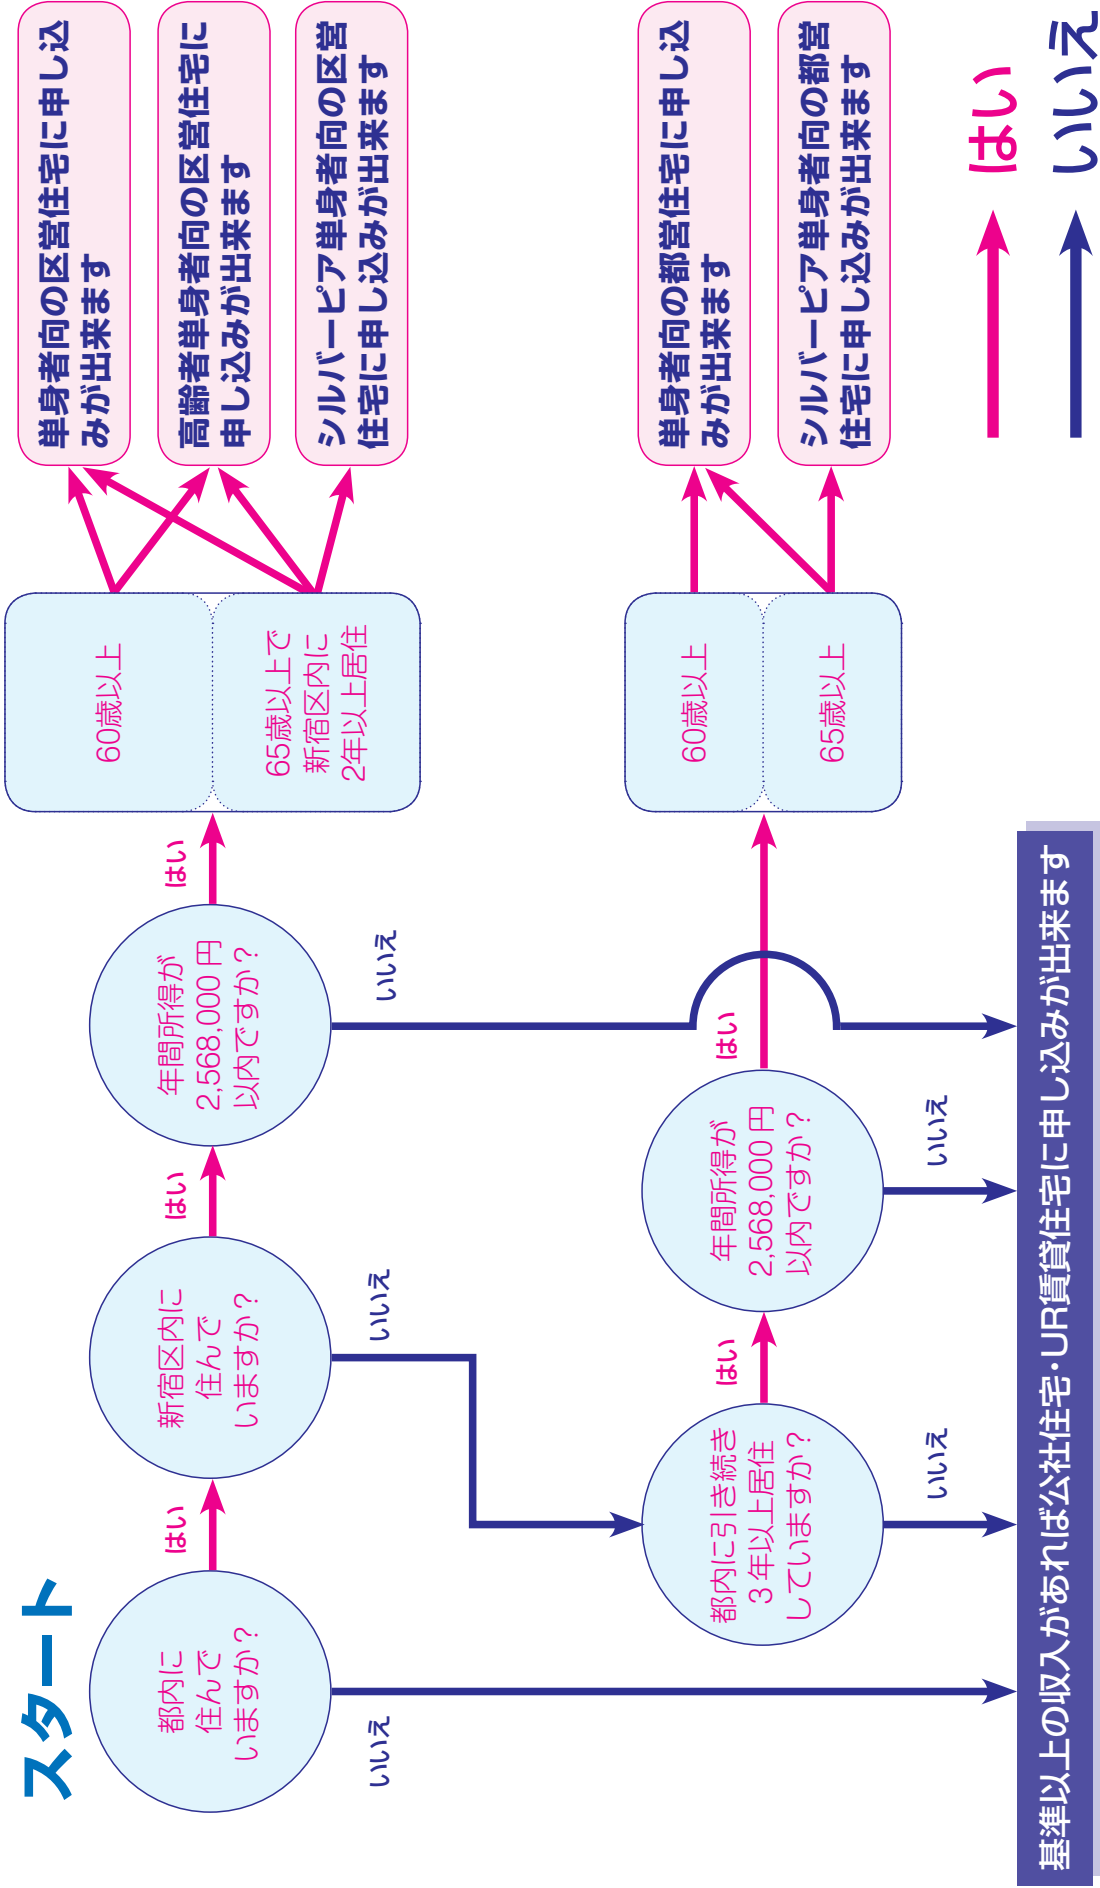 スタート
都内に
住んで
いますか？
はい
いいえ
新宿区内に
住んで
いますか？
はい
いいえ
年間所得が
2,568,000 円
以内ですか？
はい
いいえ
60歳以上
65歳以上で
新宿区内に
2年以上居住
単身者向の区営住宅に申し込
みが出来ます
高齢者単身者向の区営住宅に
申し込みが出来ます
シルバーピア単身者向の区営
住宅に申し込みが出来ます
都内に引き続き
3 年以上居住
していますか？
はい
いいえ
年間所得が
2,568,000 円
以内ですか？
はい
いいえ
60歳以上
65歳以上
単身者向の都営住宅に申し込
みが出来ます
シルバーピア単身者向の都営
住宅に申し込みが出来ます
基準以上の収入があれば公社住宅・UR賃貸住宅に申し込みが出来ます
はい
いいえ